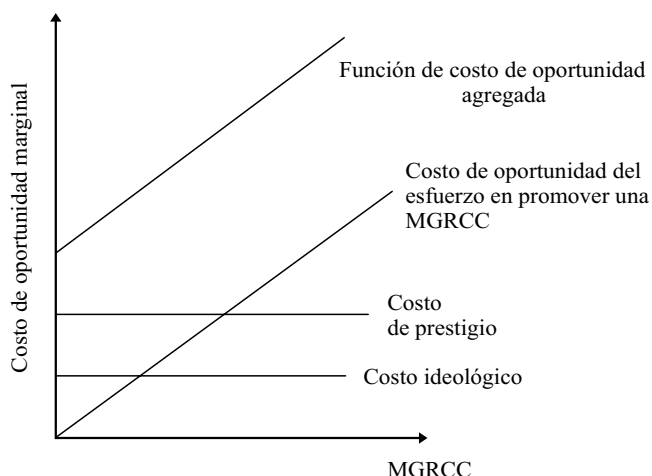 Costo de oportunidad marginal
Función de costo de oportunidad
agregada
Costo de oportunidad del
esfuerzo en promover una
MGRCC
Costo
de prestigio
Costo ideológico
MGRCC